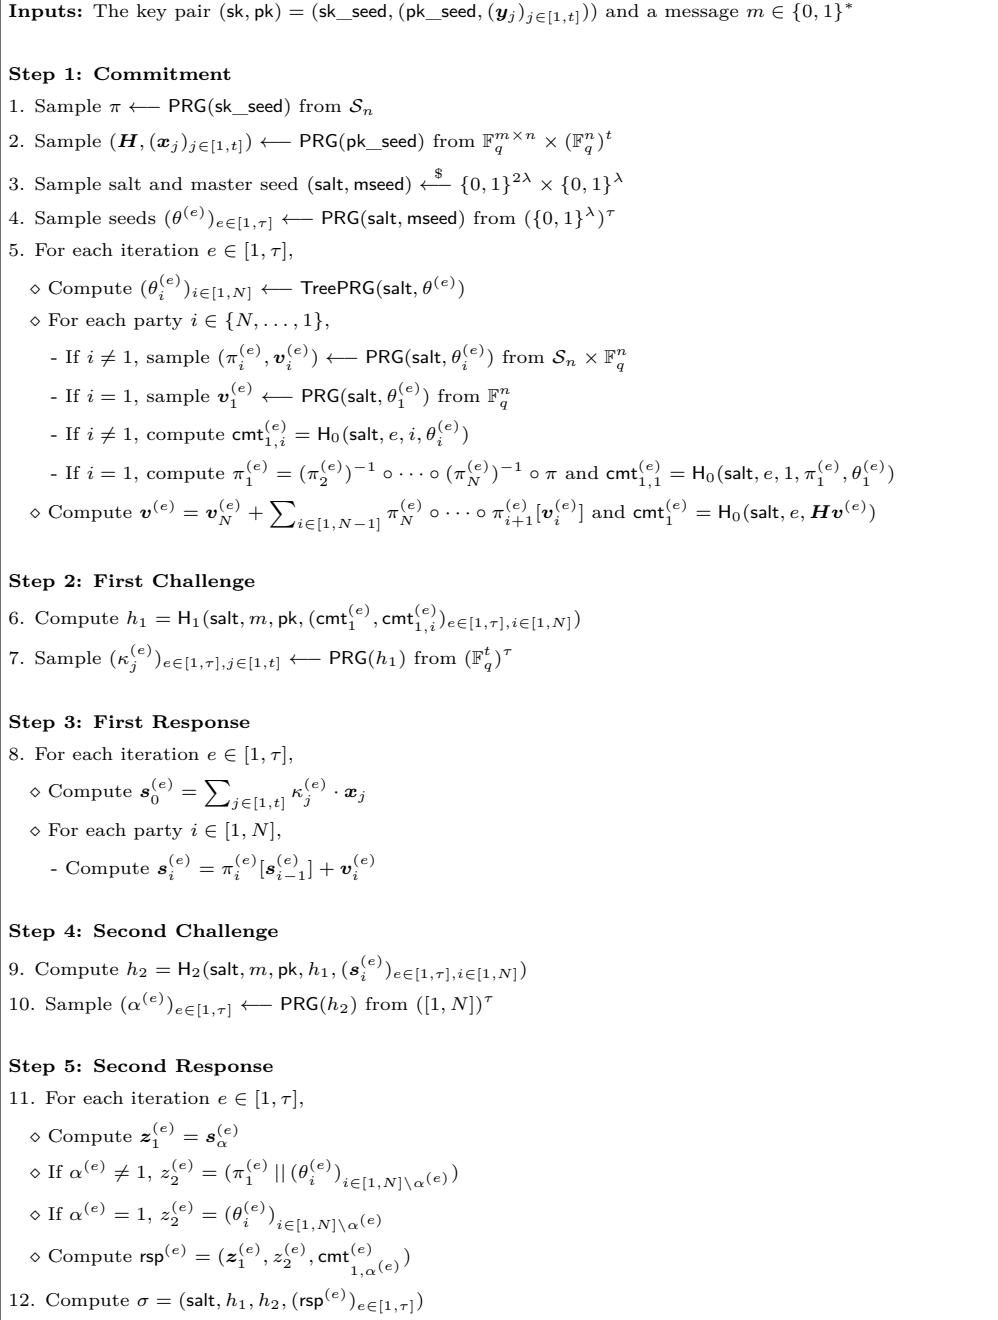 Inputs: The key pair (sk, pk) = (sk_seed, (pk_seed, (y_j)_{j∈[1,t]})) and a message m ∈ {0, 1}^*
Step 1: Commitment
1. Sample π ⟵ PRG(sk_seed) from S_n
2. Sample (H, (x_j)_{j∈[1,t]}) ⟵ PRG(pk_seed) from F_q^{m×n} × (F_q^n)^t
3. Sample salt and master seed (salt, mseed) ⟵^$ {0, 1}^{2λ} × {0, 1}^λ
4. Sample seeds (θ^{(e)})_{e∈[1,τ]} ⟵ PRG(salt, mseed) from ({0, 1}^λ)^τ
5. For each iteration e ∈ [1, τ],
⋄ Compute (θ_i^{(e)})_{i∈[1,N]} ⟵ TreePRG(salt, θ^{(e)})
⋄ For each party i ∈ {N, . . . , 1},
- If i ≠ 1, sample (π_i^{(e)}, v_i^{(e)}) ⟵ PRG(salt, θ_i^{(e)}) from S_n × F_q^n
- If i = 1, sample v_1^{(e)} ⟵ PRG(salt, θ_1^{(e)}) from F_q^n
- If i ≠ 1, compute cmt_{1,i}^{(e)} = H_0(salt, e, i, θ_i^{(e)})
- If i = 1, compute π_1^{(e)} = (π_2^{(e)})^{-1} ∘ ··· ∘ (π_N^{(e)})^{-1} ∘ π and cmt_{1,1}^{(e)} = H_0(salt, e, 1, π_1^{(e)}, θ_1^{(e)})
⋄ Compute v^{(e)} = v_N^{(e)} + ∑_{i∈[1,N−1]} π_N^{(e)} ∘ ··· ∘ π_{i+1}^{(e)}[v_i^{(e)}] and cmt_1^{(e)} = H_0(salt, e, Hv^{(e)})
Step 2: First Challenge
6. Compute h_1 = H_1(salt, m, pk, (cmt_1^{(e)}, cmt_{1,i}^{(e)})_{e∈[1,τ],i∈[1,N]})
7. Sample (κ_j^{(e)})_{e∈[1,τ],j∈[1,t]} ⟵ PRG(h_1) from (F_q^t)^τ
Step 3: First Response
8. For each iteration e ∈ [1, τ],
⋄ Compute s_0^{(e)} = ∑_{j∈[1,t]} κ_j^{(e)} · x_j
⋄ For each party i ∈ [1, N],
- Compute s_i^{(e)} = π_i^{(e)}[s_{i−1}^{(e)}] + v_i^{(e)}
Step 4: Second Challenge
9. Compute h_2 = H_2(salt, m, pk, h_1, (s_i^{(e)})_{e∈[1,τ],i∈[1,N]})
10. Sample (α^{(e)})_{e∈[1,τ]} ⟵ PRG(h_2) from ([1, N])^τ
Step 5: Second Response
11. For each iteration e ∈ [1, τ],
⋄ Compute z_1^{(e)} = s_α^{(e)}
⋄ If α^{(e)} ≠ 1, z_2^{(e)} = (π_1^{(e)} || (θ_i^{(e)})_{i∈[1,N]\α^{(e)}})
⋄ If α^{(e)} = 1, z_2^{(e)} = (θ_i^{(e)})_{i∈[1,N]\α^{(e)}}
⋄ Compute rsp^{(e)} = (z_1^{(e)}, z_2^{(e)}, cmt_{1,α^{(e)}}^{(e)})
12. Compute σ = (salt, h_1, h_2, (rsp^{(e)})_{e∈[1,τ]})